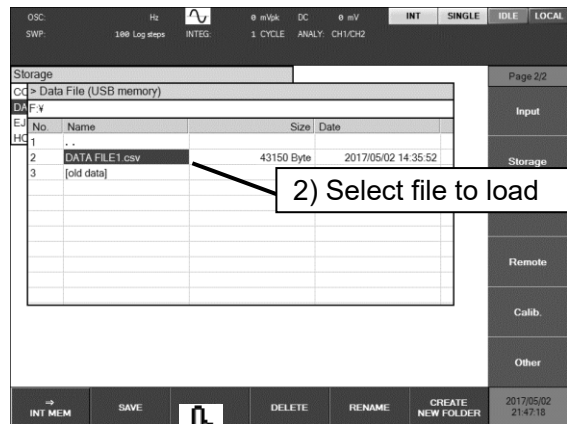 OSC: Hz 0 mVpk DC 0 mV INT SINGLE IDLE LOCAL
SWP: 100 Log steps INTEG: 1 CYCLE ANALY: CH1/CH2
Storage Page 2/2
> Data File (USB memory)
F:¥ Input
EJ
No. Name Size Date
1 ..
2 DATA FILE1.csv 43150 Byte 2017/05/02 14:35:52 Storage
3 [old data]
2) Select file to load
Remote
Calib.
Other
⇒ INT MEM SAVE DELETE RENAME CREATE NEW FOLDER 2017/05/02
21:47:18